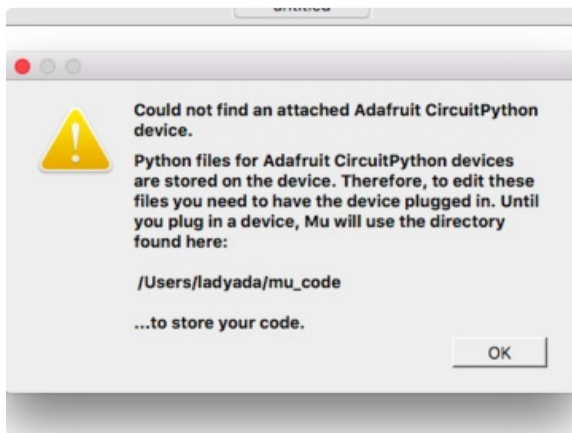 untitled
Could not find an attached Adafruit CircuitPython
device.
Python files for Adafruit CircuitPython devices
are stored on the device. Therefore, to edit these
files you need to have the device plugged in. Until
you plug in a device, Mu will use the directory
found here:
/Users/ladyada/mu_code
...to store your code.
OK